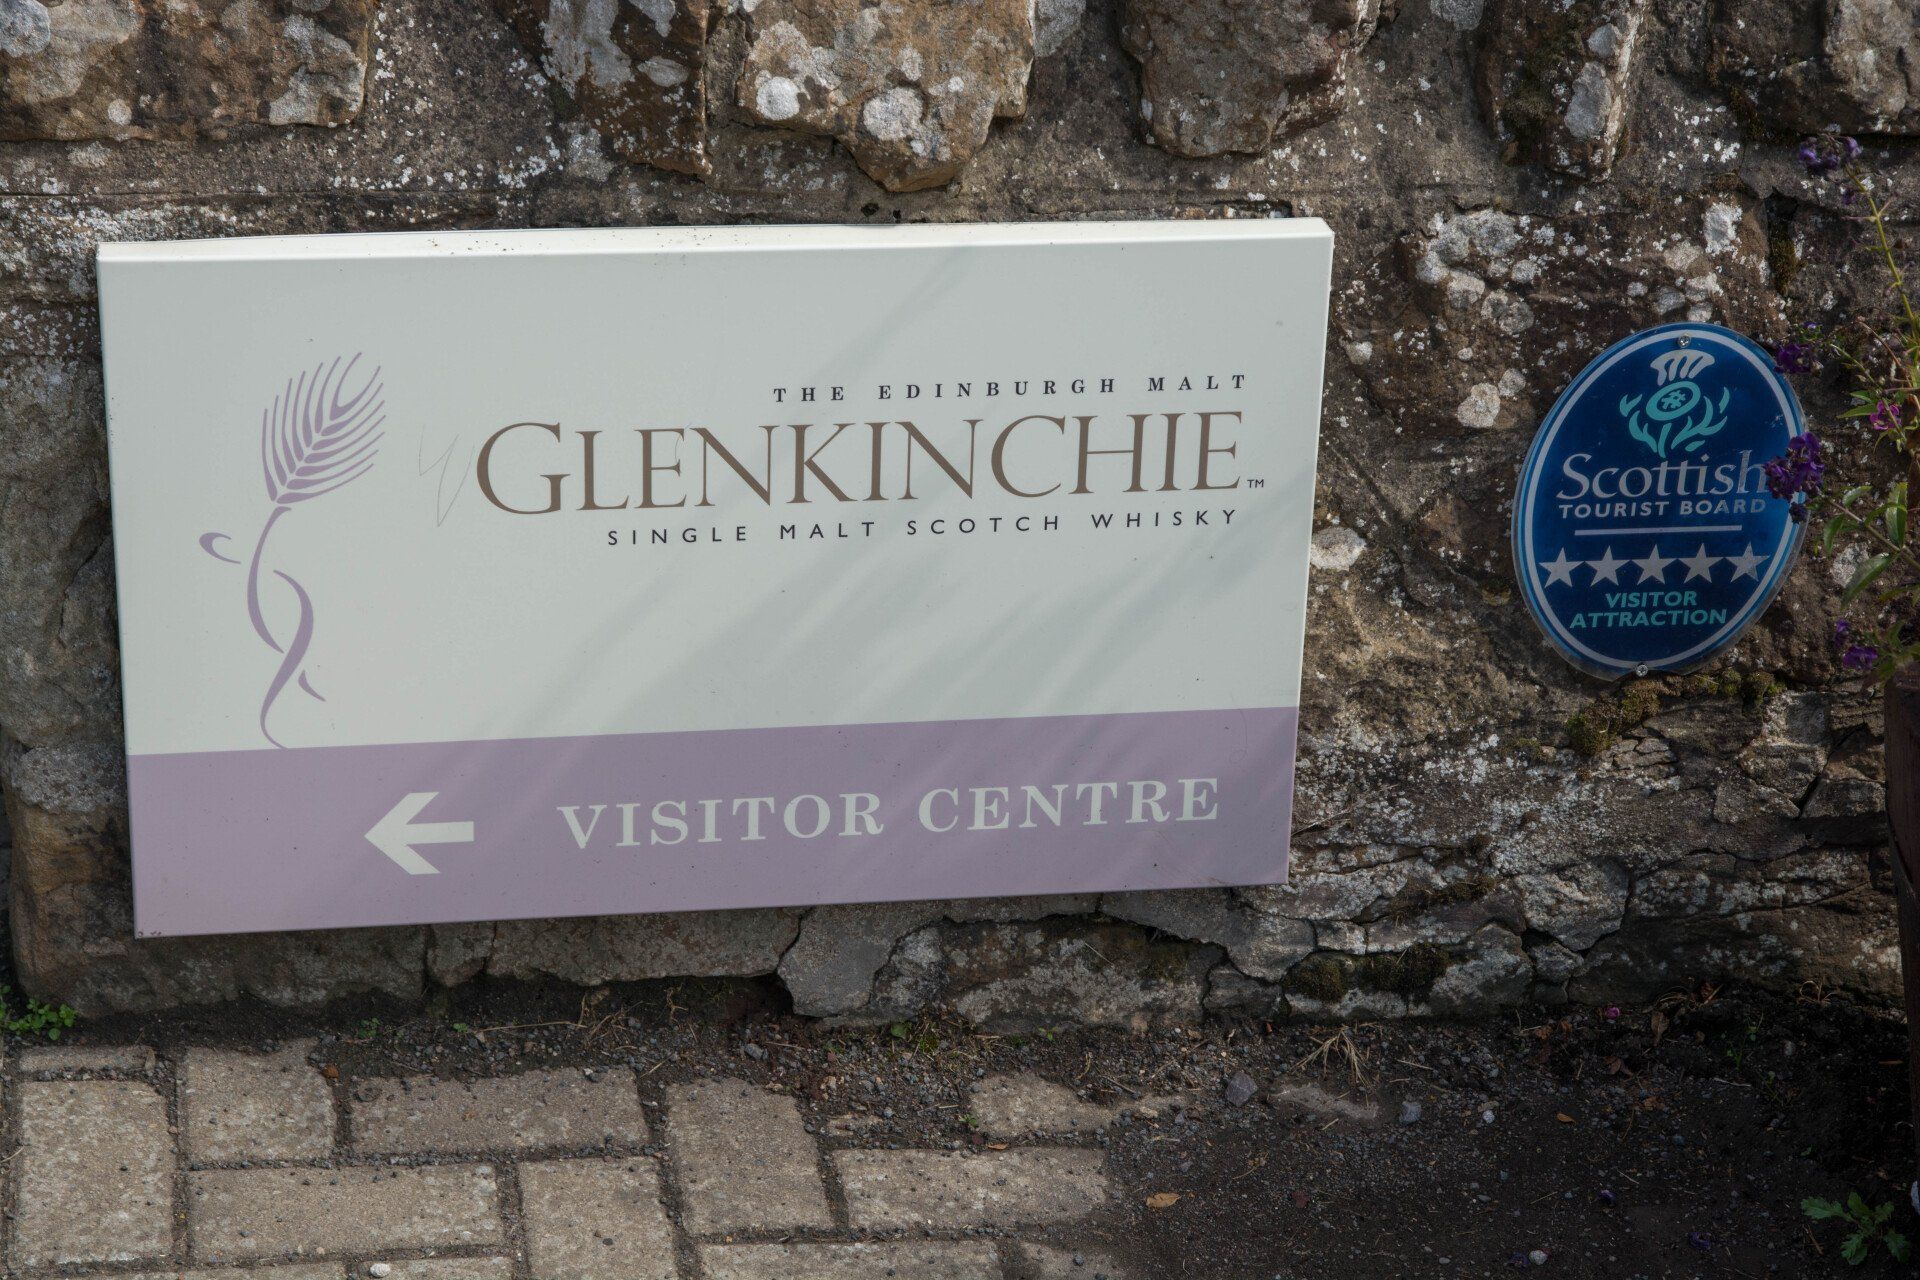 THE EDINBURGH MALT
GLENKINCHIE™
SINGLE MALT SCOTCH WHISKY
VISITOR CENTRE
Scottish
TOURIST BOARD
VISITOR
ATTRACTION